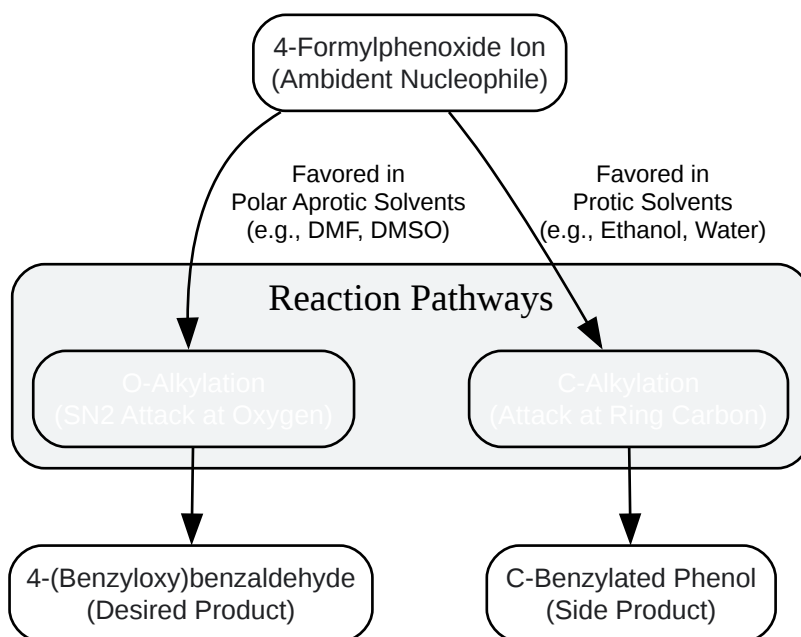 4-Formylphenoxide Ion
(Ambident Nucleophile)
Favored in
Polar Aprotic Solvents
(e.g., DMF, DMSO)
Favored in
Protic Solvents
(e.g., Ethanol, Water)
Reaction Pathways
O-Alkylation
(SN2 Attack at Oxygen)
C-Alkylation
(Attack at Ring Carbon)
4-(Benzyloxy)benzaldehyde
(Desired Product)
C-Benzylated Phenol
(Side Product)